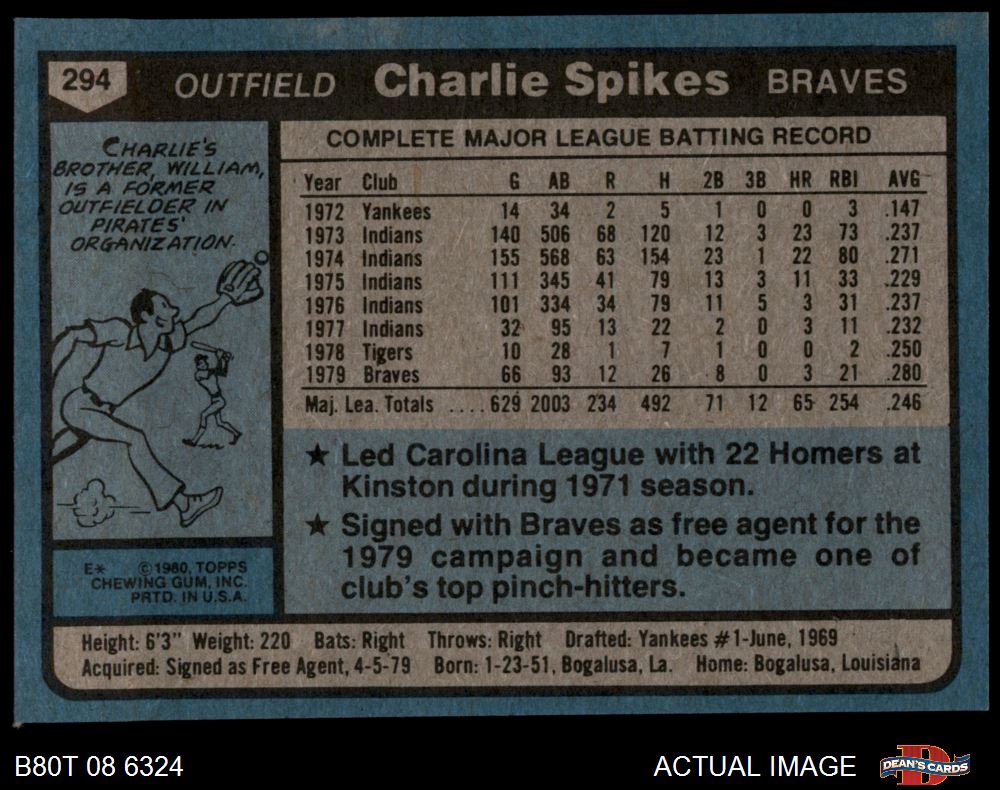 294 OUTFIELD Charlie Spikes BRAVES
CHARLIE'S
BROTHER, WILLIAM,
IS A FORMER
OUTFIELDER IN
PIRATES'
ORGANIZATION.
COMPLETE MAJOR LEAGUE BATTING RECORD
Year Club G AB R H 2B 3B HR RBI AVG
1972 Yankees 14 34 2 5 1 0 0 3 .147
1973 Indians 140 506 68 120 12 3 23 73 .237
1974 Indians 155 568 63 154 23 1 22 80 .271
1975 Indians 111 345 41 79 13 3 11 33 .229
1976 Indians 101 334 34 79 11 5 3 31 .237
1977 Indians 32 95 13 22 2 0 3 11 .232
1978 Tigers 10 28 1 7 1 0 0 2 .250
1979 Braves 66 93 12 26 8 0 3 21 .280
Maj. Lea. Totals ....629 2003 234 492 71 12 65 254 .246
★ Led Carolina League with 22 Homers at
Kinston during 1971 season.
★ Signed with Braves as free agent for the
1979 campaign and became one of
club's top pinch-hitters.
E* © 1980, TOPPS
CHEWING GUM, INC.
PRTD. IN U.S.A.
Height: 6'3" Weight: 220 Bats: Right Throws: Right Drafted: Yankees #1-June, 1969
Acquired: Signed as Free Agent, 4-5-79 Born: 1-23-51, Bogalusa, La. Home: Bogalusa, Louisiana
B80T 08 6324 ACTUAL IMAGE DEAN'S CARDS